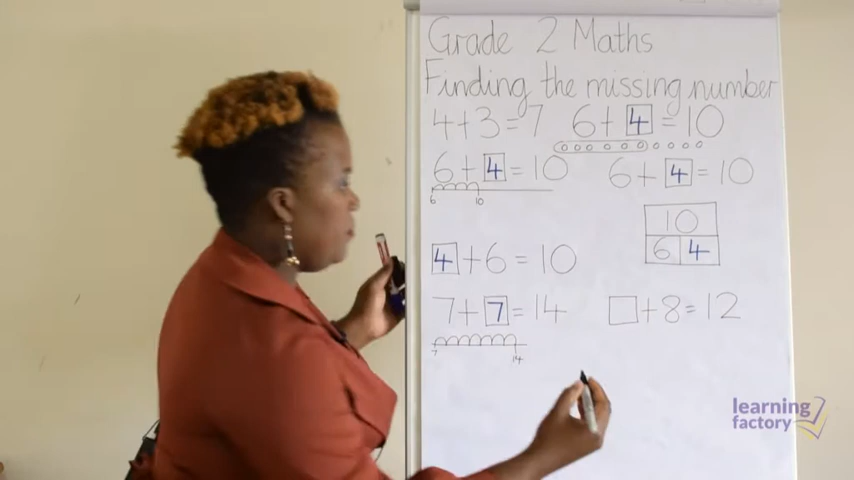 Grade 2 Maths
Finding the missing number
4+3=7 6+4=10
6+4=10 6+4=10
6 10
10
6 4
4+6=10
7+7=14 □+8=12
7 14
learning
factory